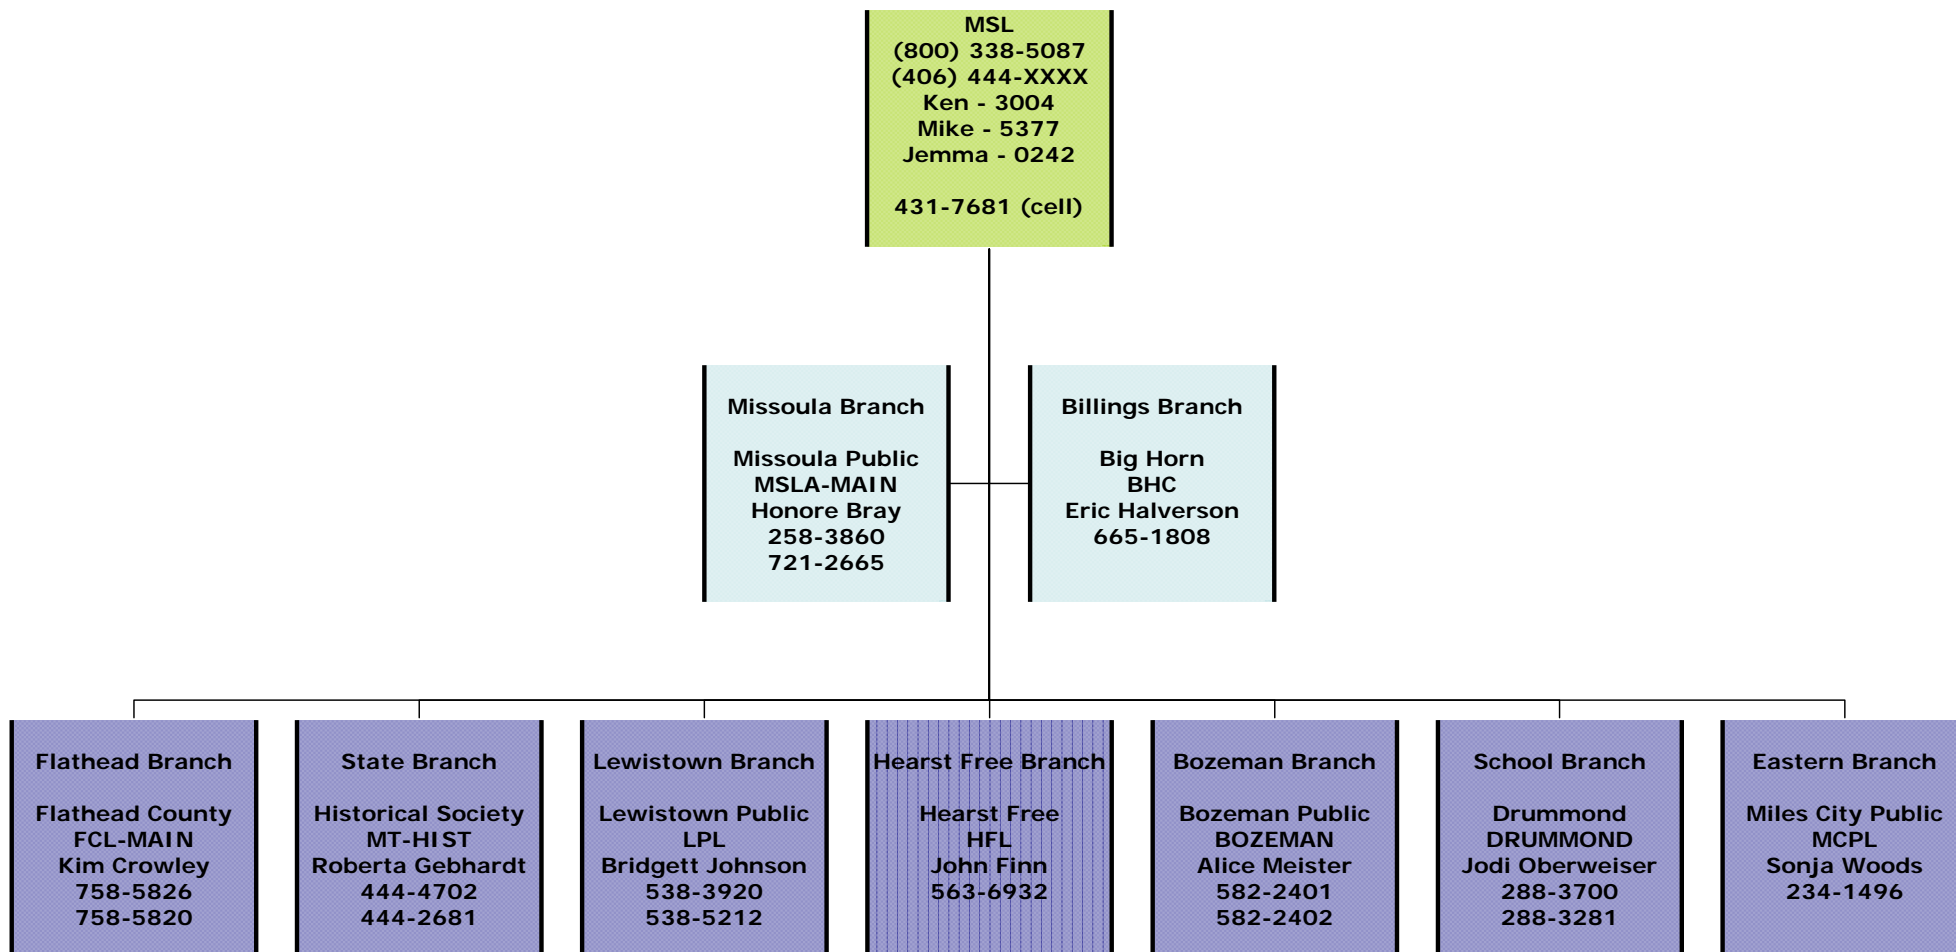 MSL
(800) 338-5087
(406) 444-XXXX
Ken - 3004
Mike - 5377
Jemma - 0242
431-7681 (cell)
Missoula Branch
Missoula Public
MSLA-MAIN
Honore Bray
258-3860
721-2665
Billings Branch
Big Horn
BHC
Eric Halverson
665-1808
Flathead Branch
Flathead County
FCL-MAIN
Kim Crowley
758-5826
758-5820
State Branch
Historical Society
MT-HIST
Roberta Gebhardt
444-4702
444-2681
Lewistown Branch
Lewistown Public
LPL
Bridgett Johnson
538-3920
538-5212
Hearst Free Branch
Hearst Free
HFL
John Finn
563-6932
Bozeman Branch
Bozeman Public
BOZEMAN
Alice Meister
582-2401
582-2402
School Branch
Drummond
DRUMMOND
Jodi Oberweiser
288-3700
288-3281
Eastern Branch
Miles City Public
MCPL
Sonja Woods
234-1496